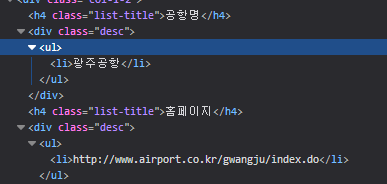 <div class="col-1-2">
<h4 class="list-title">공항명</h4>
<div class="desc">
<ul>
<li>광주공항</li>
</ul>
</div>
<h4 class="list-title">홈페이지</h4>
<div class="desc">
<ul>
<li>http://www.airport.co.kr/gwangju/index.do</li>
</ul>